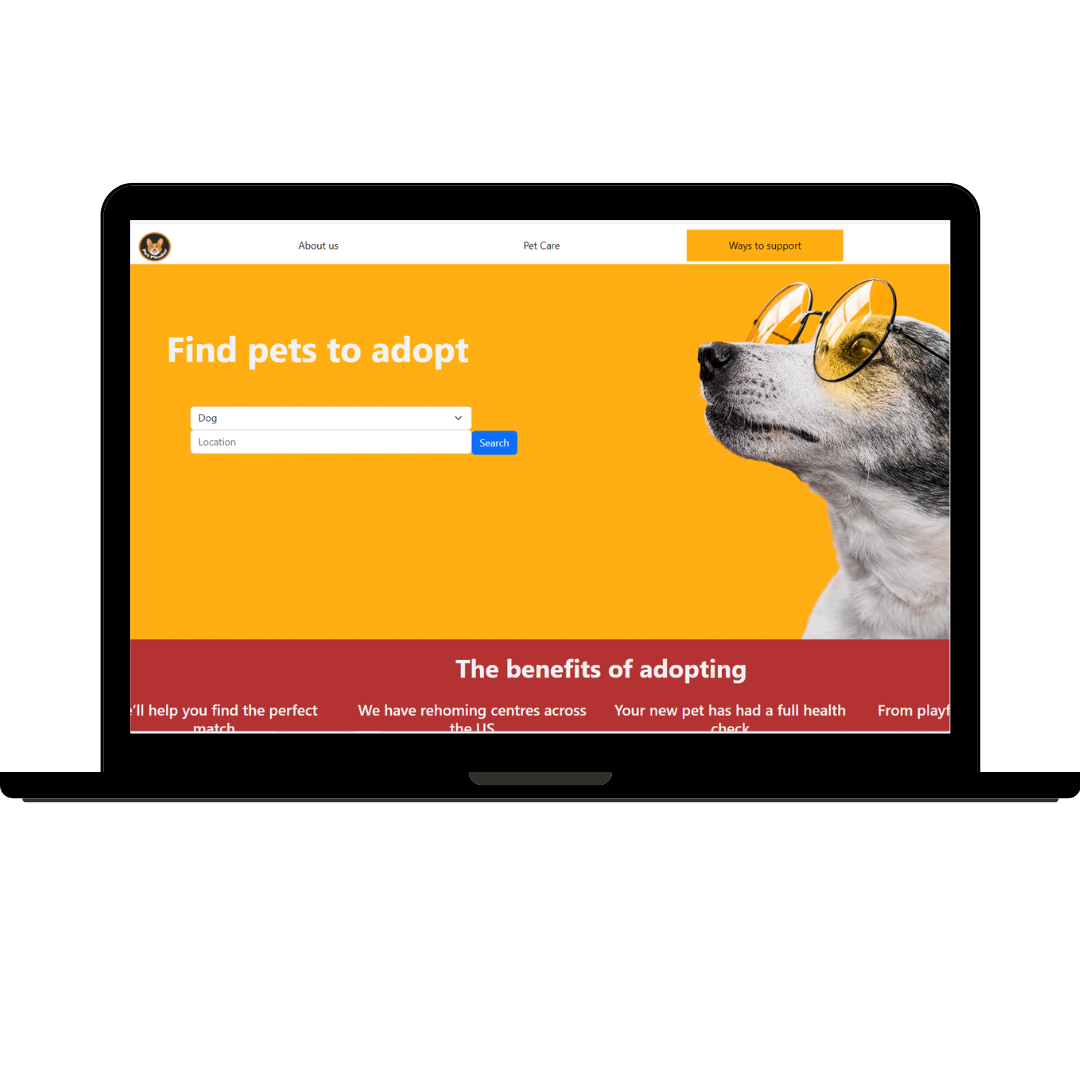 About us
Pet Care
Ways to support
Find pets to adopt
Dog
Location
Search
The benefits of adopting
'll help you find the perfect
match
We have rehoming centres across
the US
Your new pet has had a full health
check
From